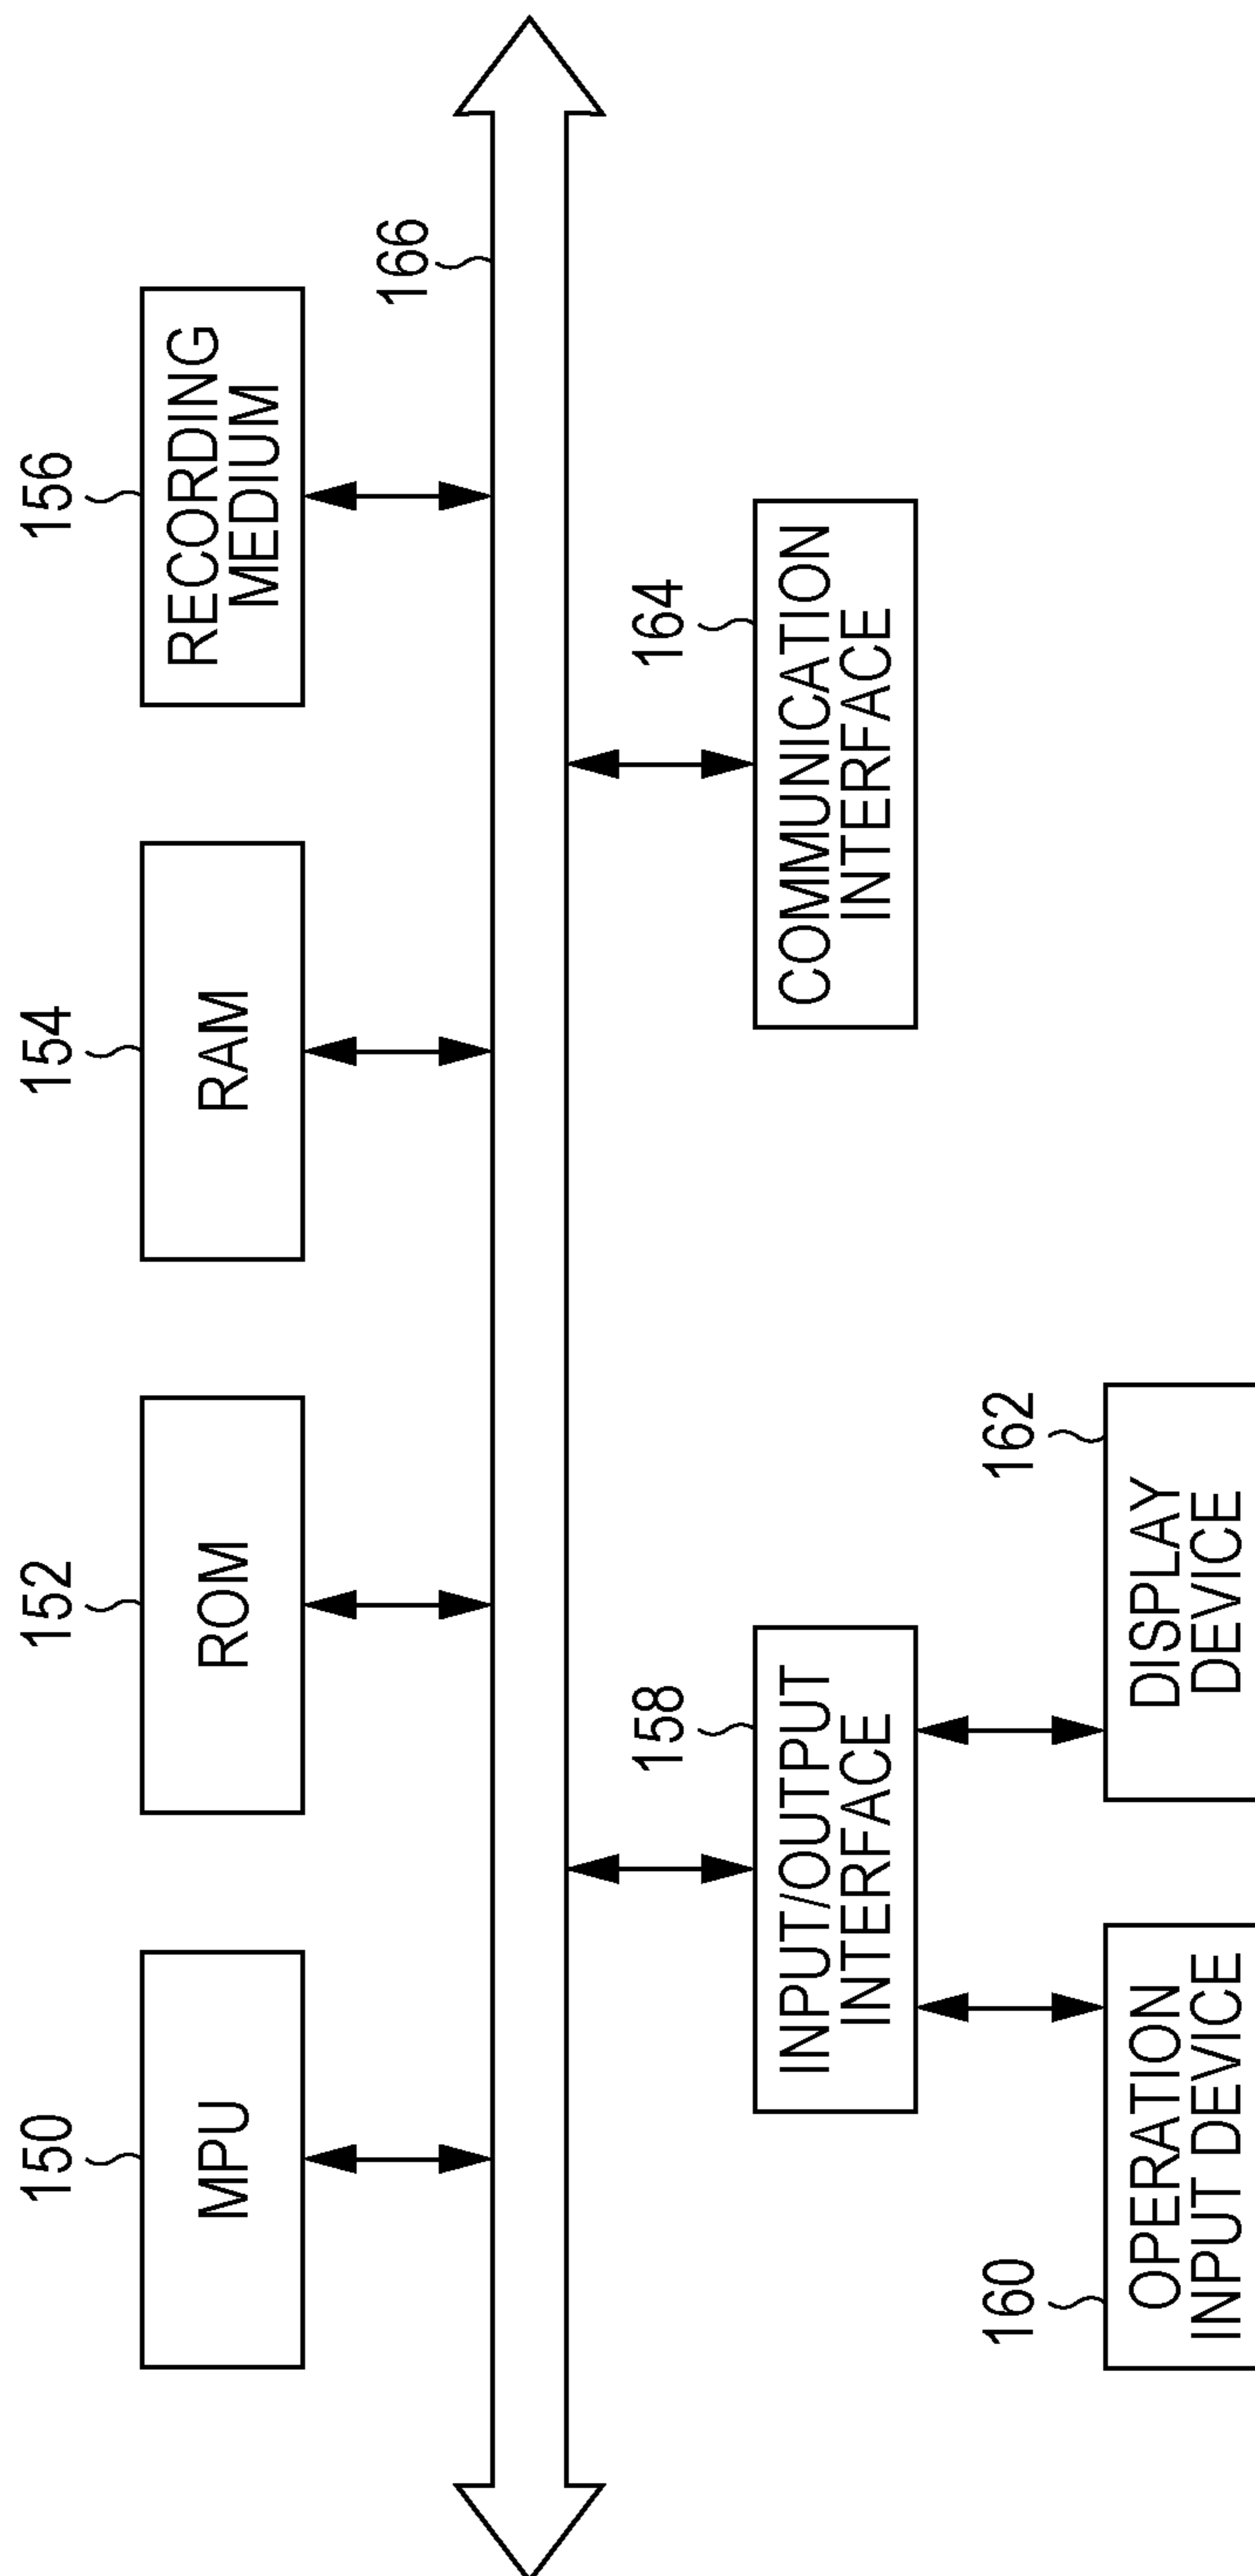 150
MPU
152
ROM
154
RAM
156
RECORDING
MEDIUM
166
158
INPUT/OUTPUT
INTERFACE
164
COMMUNICATION
INTERFACE
160
OPERATION
INPUT DEVICE
162
DISPLAY
DEVICE